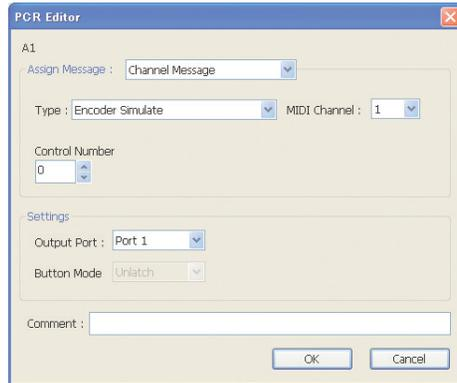 PCR Editor
A1
Assign Message : Channel Message
Type : Encoder Simulate MIDI Channel : 1
Control Number
0
Settings
Output Port : Port 1
Button Mode Unlatch
Comment :
OK Cancel